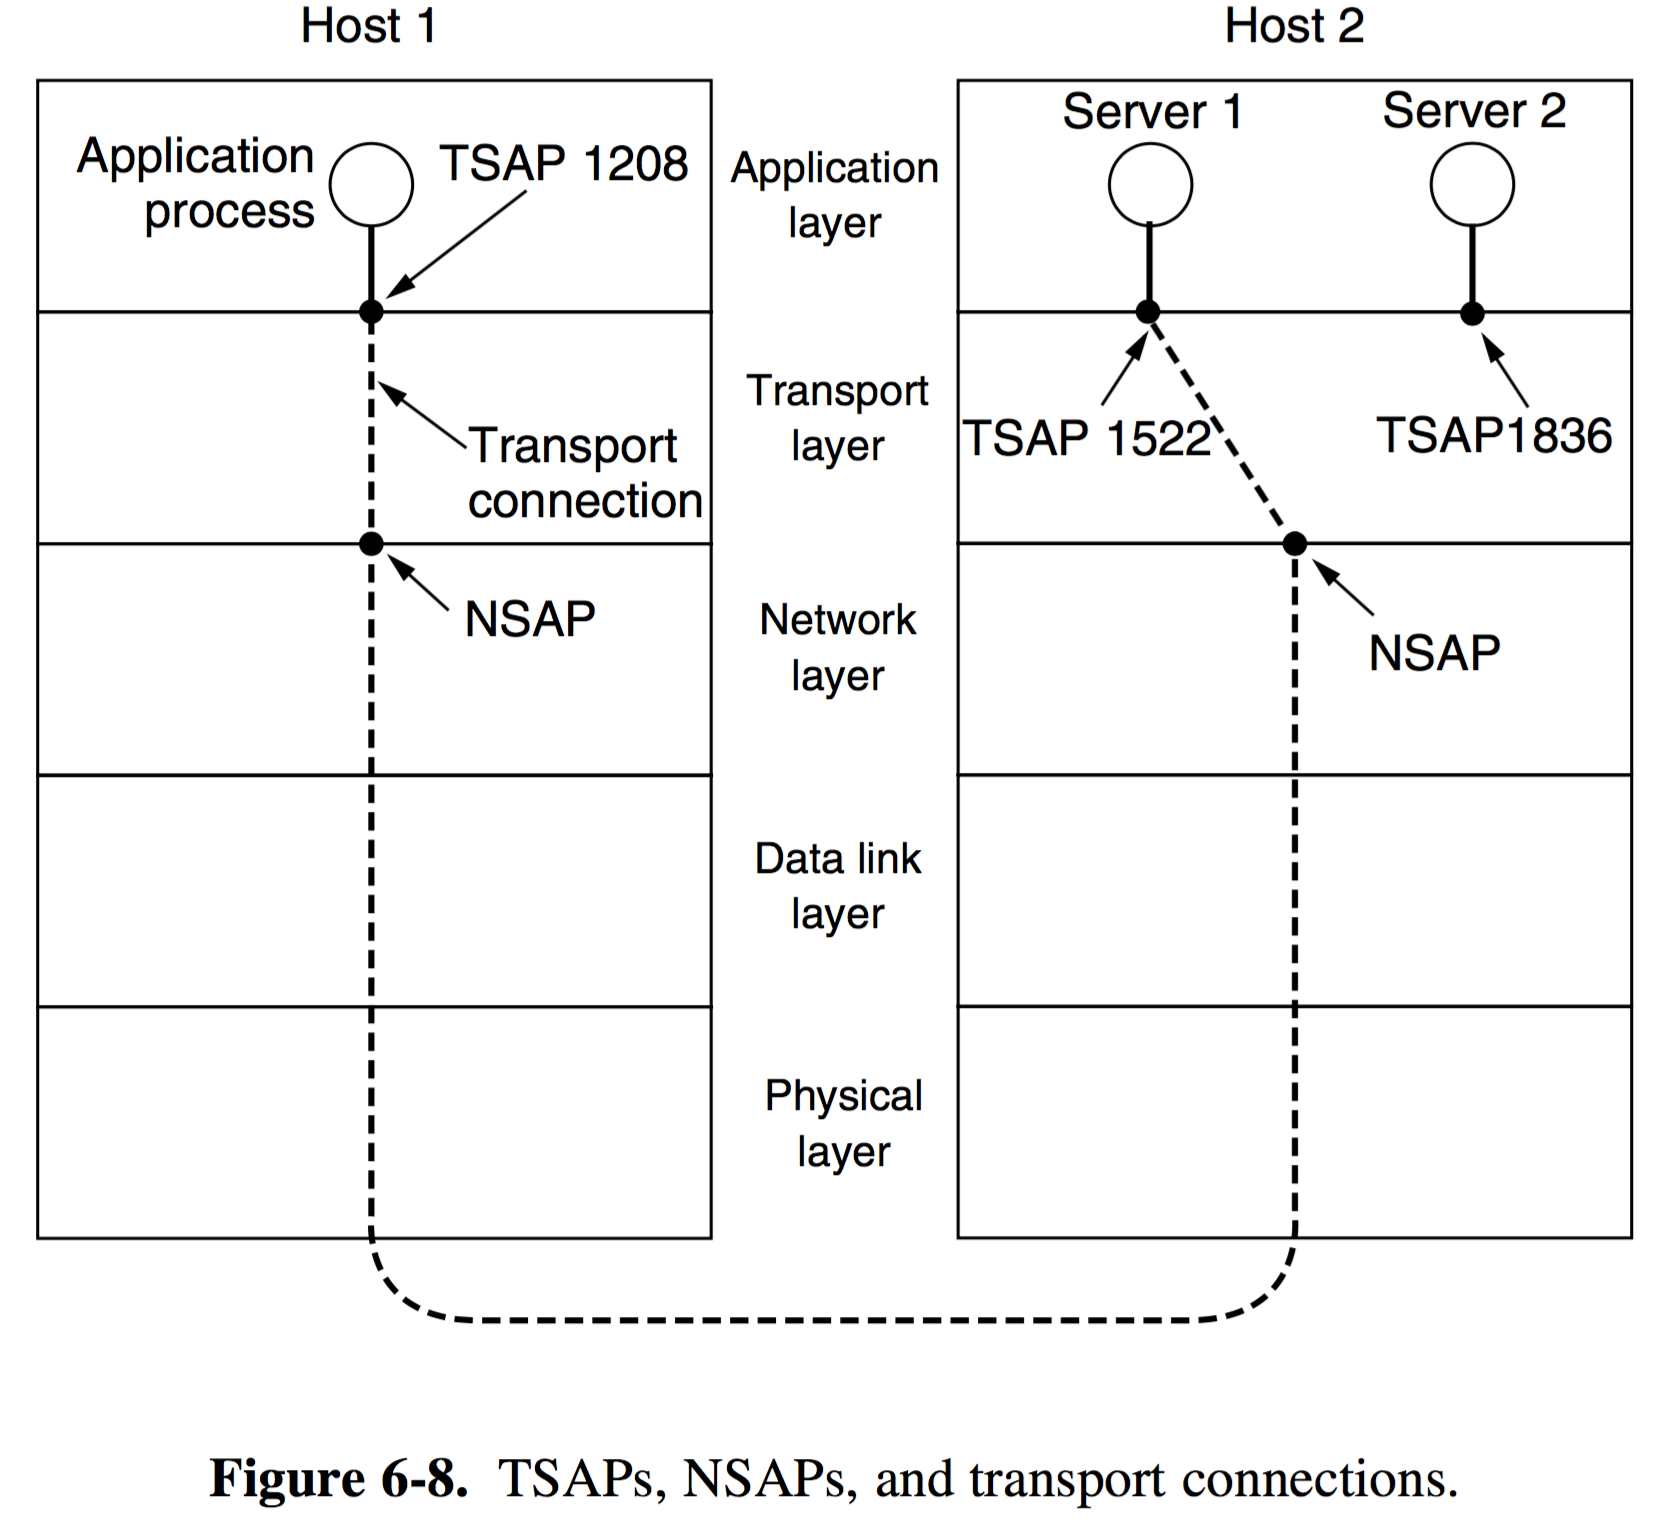 Host 1
Host 2
Application
process
TSAP 1208
Application
layer
Server 1
Server 2
Transport
connection
Transport
layer
TSAP 1522
TSAP1836
NSAP
Network
layer
NSAP
Data link
layer
Physical
layer
Figure 6-8. TSAPs, NSAPs, and transport connections.